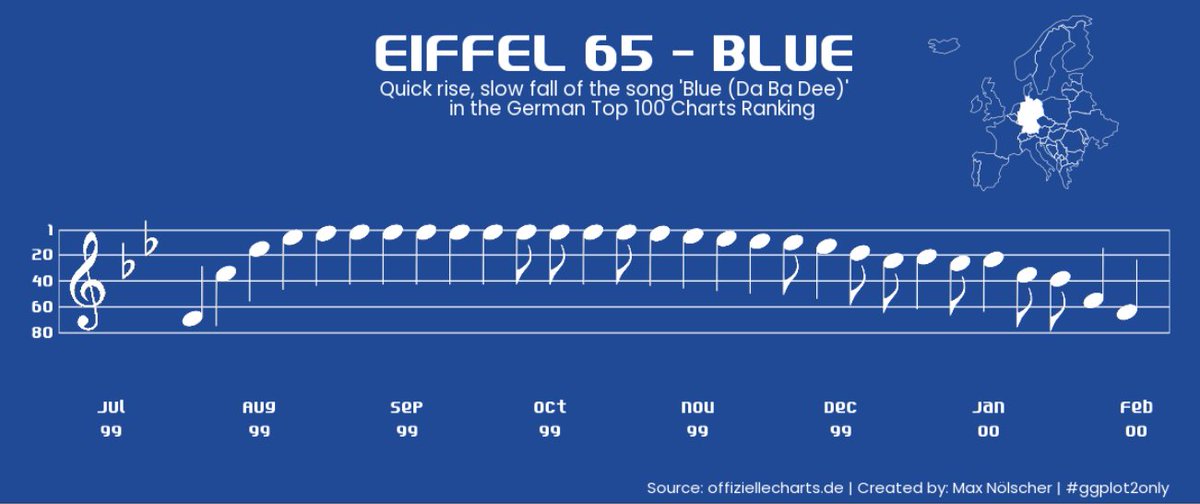 EIFFEL 65 - BLUE
Quick rise, slow fall of the song 'Blue (Da Ba Dee)'
in the German Top 100 Charts Ranking
1
20
40
60
80
Jul Aug Sep Oct Nov Dec Jan Feb
99 99 99 99 99 99 00 00
Source: offiziellecharts.de | Created by: Max Nölscher | #ggplot2only